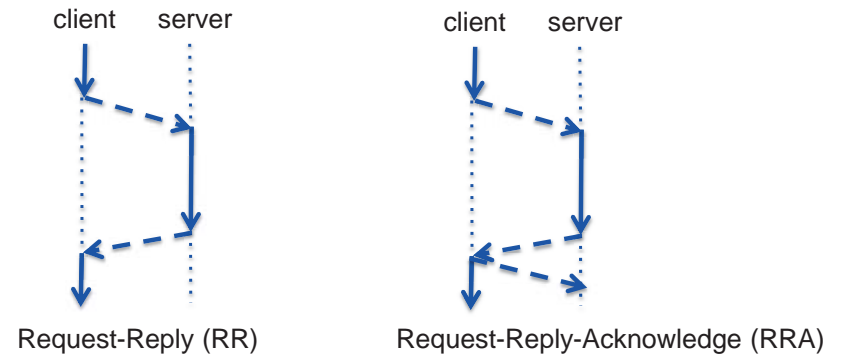 client server
client server
Request-Reply (RR)
Request-Reply-Acknowledge (RRA)